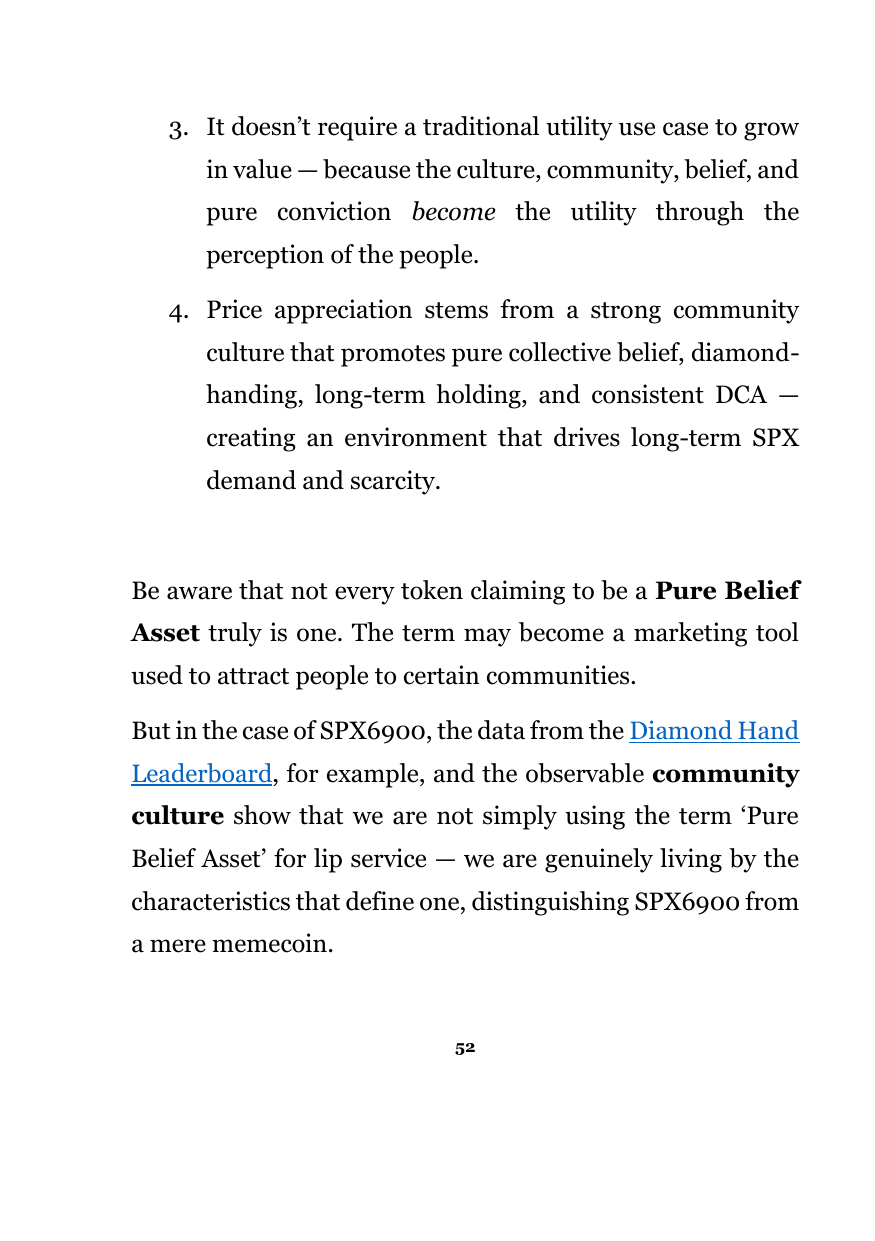 3. It doesn’t require a traditional utility use case to grow
in value — because the culture, community, belief, and
pure conviction become the utility through the
perception of the people.
4. Price appreciation stems from a strong community
culture that promotes pure collective belief, diamond-
handing, long-term holding, and consistent DCA —
creating an environment that drives long-term SPX
demand and scarcity.
Be aware that not every token claiming to be a Pure Belief
Asset truly is one. The term may become a marketing tool
used to attract people to certain communities.
But in the case of SPX6900, the data from the Diamond Hand
Leaderboard, for example, and the observable community
culture show that we are not simply using the term ‘Pure
Belief Asset’ for lip service — we are genuinely living by the
characteristics that define one, distinguishing SPX6900 from
a mere memecoin.
52